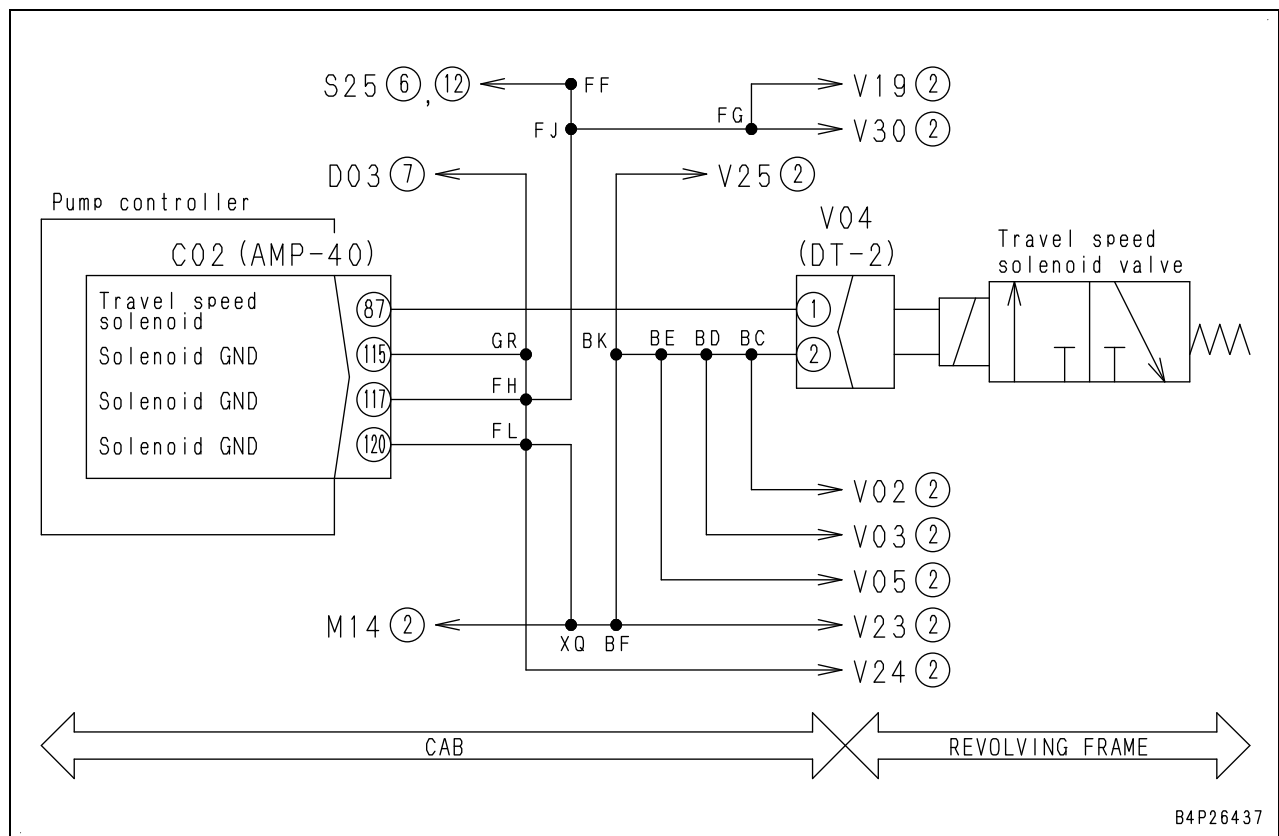 S25 ⑥, ⑫
FF
V19 ②
FJ
FG
V30 ②
D03 ⑦
V25 ②
Pump controller
V04
(DT-2)
C02 (AMP-40)
Travel speed
solenoid valve
Travel speed
solenoid
87
1
Solenoid GND
115
GR
BK
BE
BD
BC
2
Solenoid GND
117
FH
Solenoid GND
120
FL
V02 ②
V03 ②
V05 ②
M14 ②
XQ
BF
V23 ②
V24 ②
CAB
REVOLVING FRAME
B4P26437